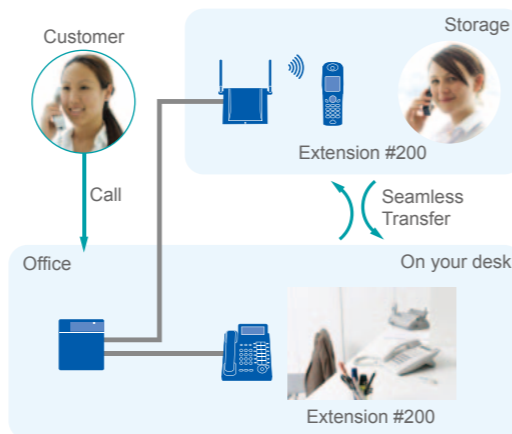 Customer
Storage
Extension #200
Call
Seamless
Transfer
Office
On your desk
Extension #200